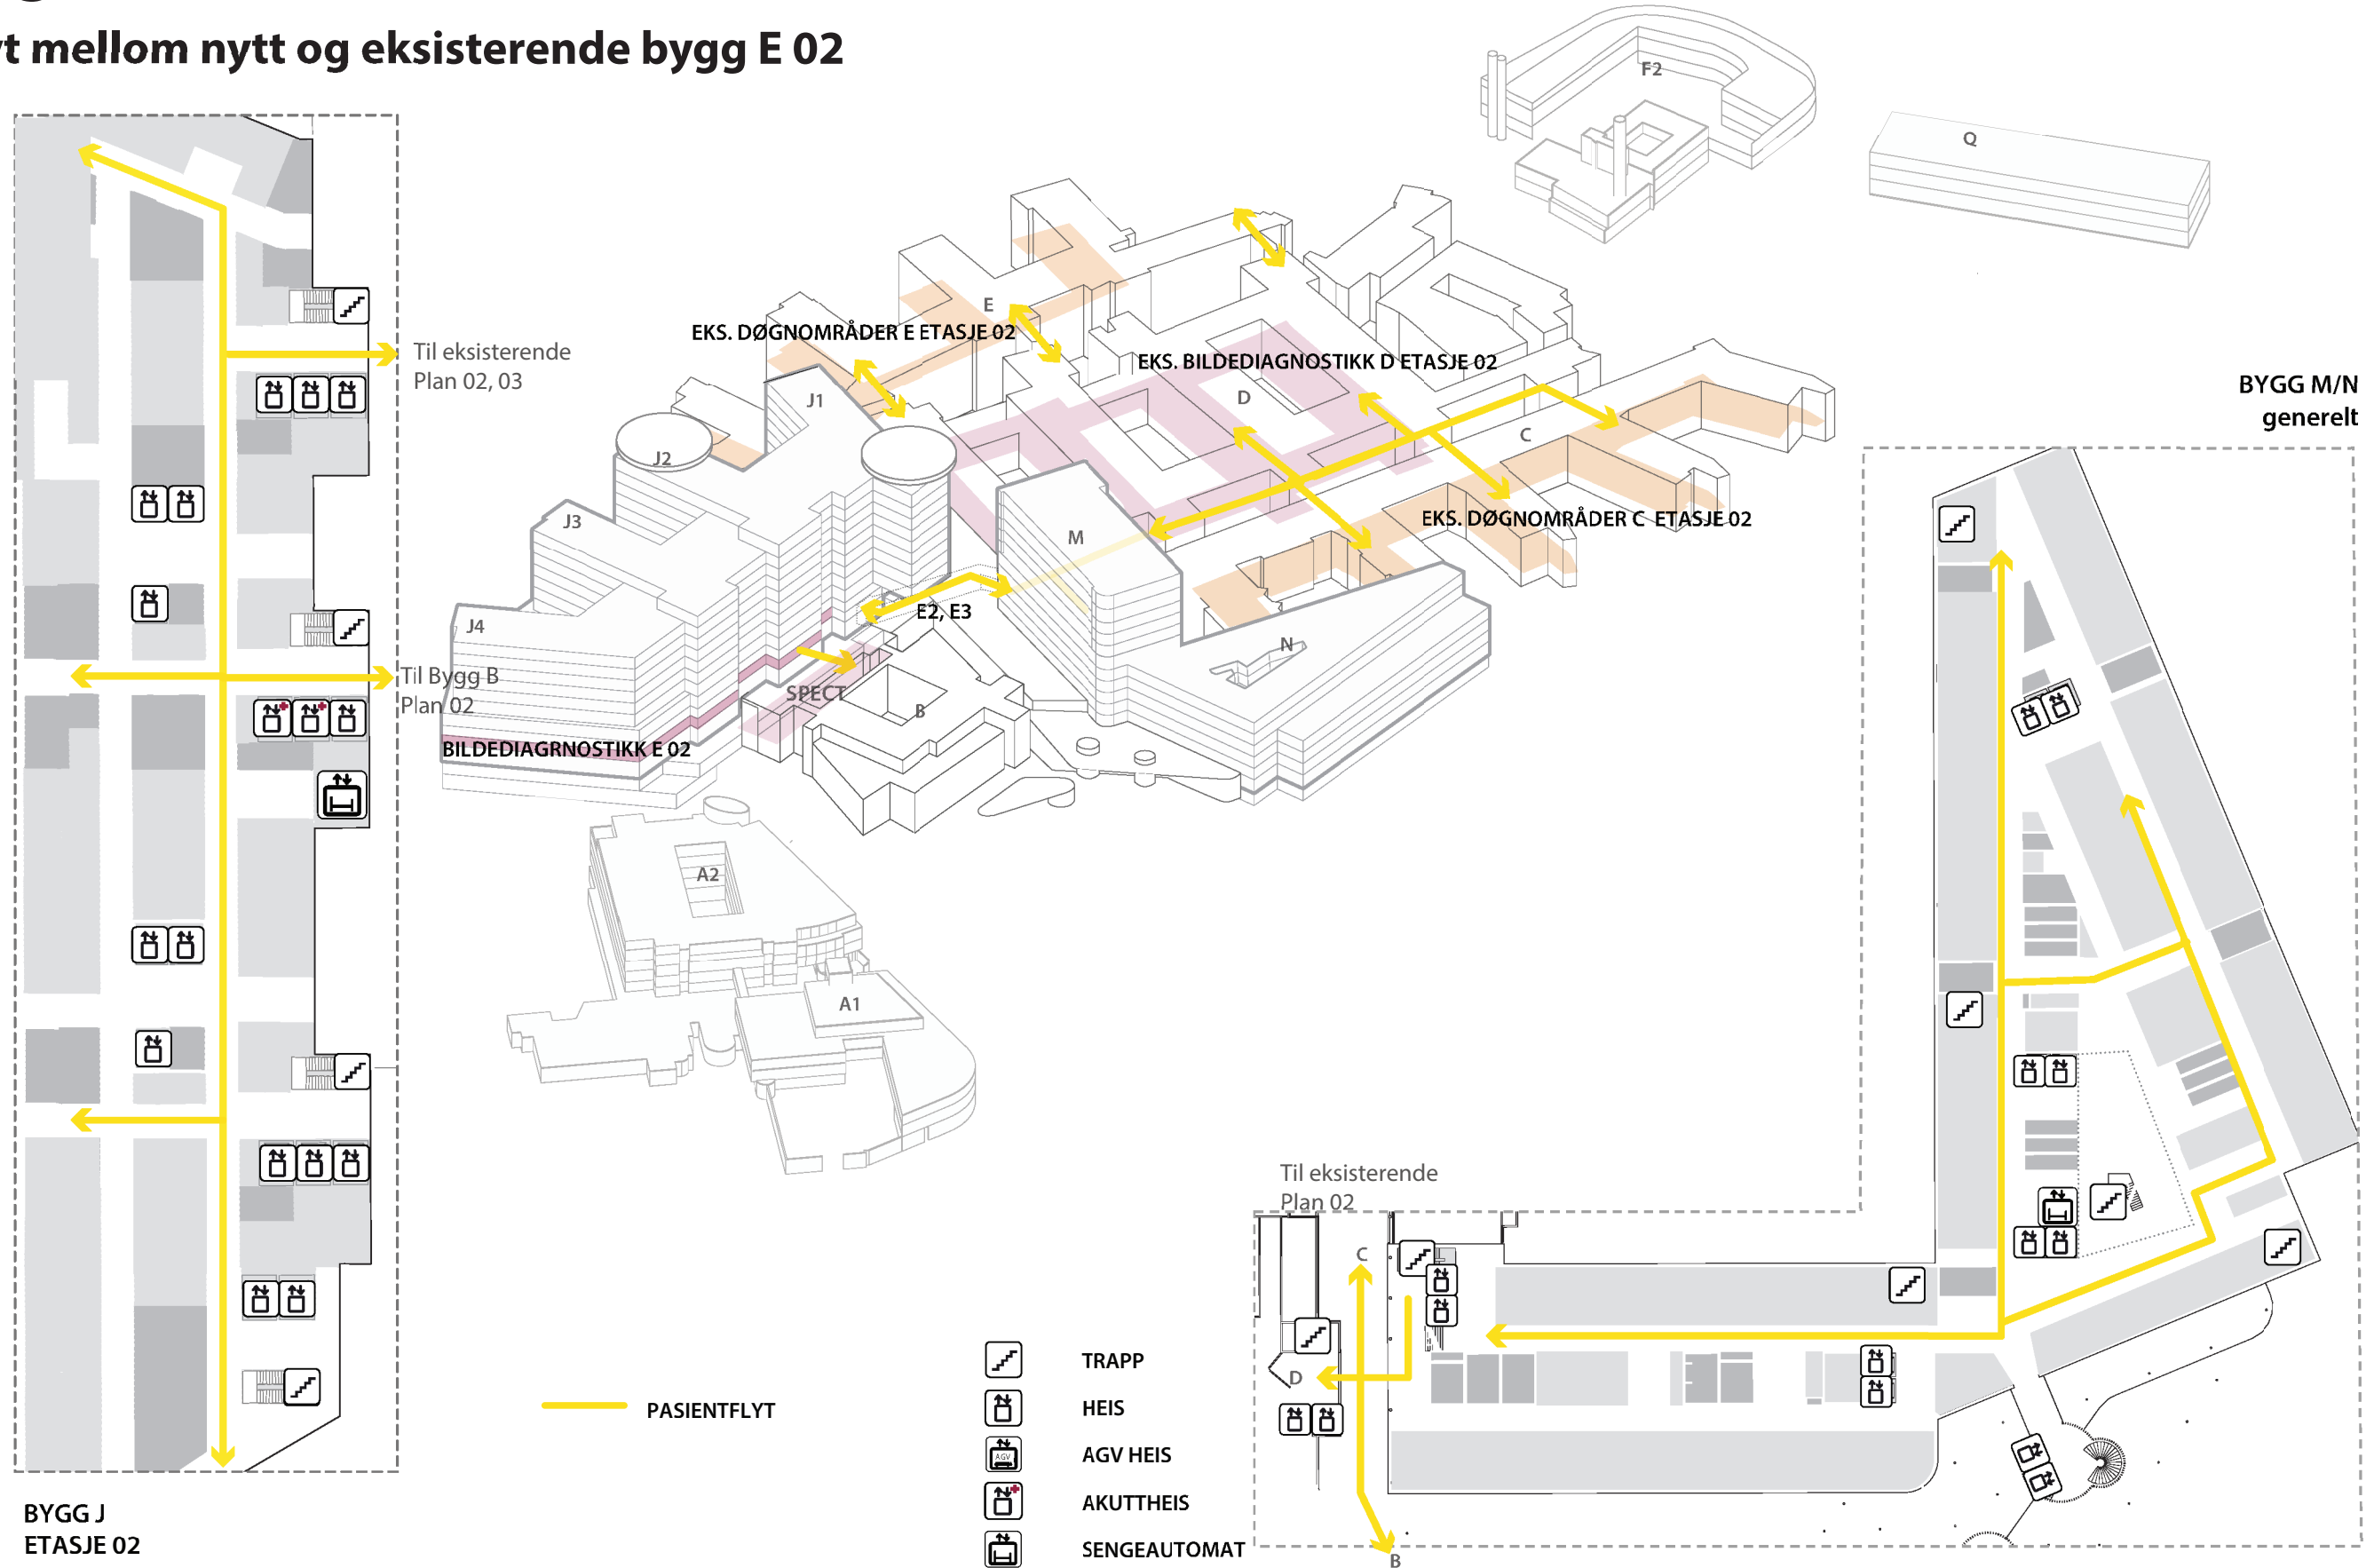 yt mellom nytt og eksisterende bygg E 02
F2
Q
E
EKS. DØGNOMRÅDER E ETASJE 02
EKS. BILDEDIAGNOSTIKK D ETASJE 02
Til eksisterende
Plan 02, 03
BYGG M/N
generelt
J1
D
C
J2
J3
M
EKS. DØGNOMRÅDER C ETASJE 02
E2, E3
J4
N
Til Bygg B
Plan 02
SPECT
B
BILDEDIAGRNOSTIKK E 02
A2
A1
Til eksisterende
Plan 02
C
D
B
PASIENTFLYT
TRAPP
HEIS
AGV
AGV HEIS
AKUTTHEIS
SENGEAUTOMAT
BYGG J
ETASJE 02